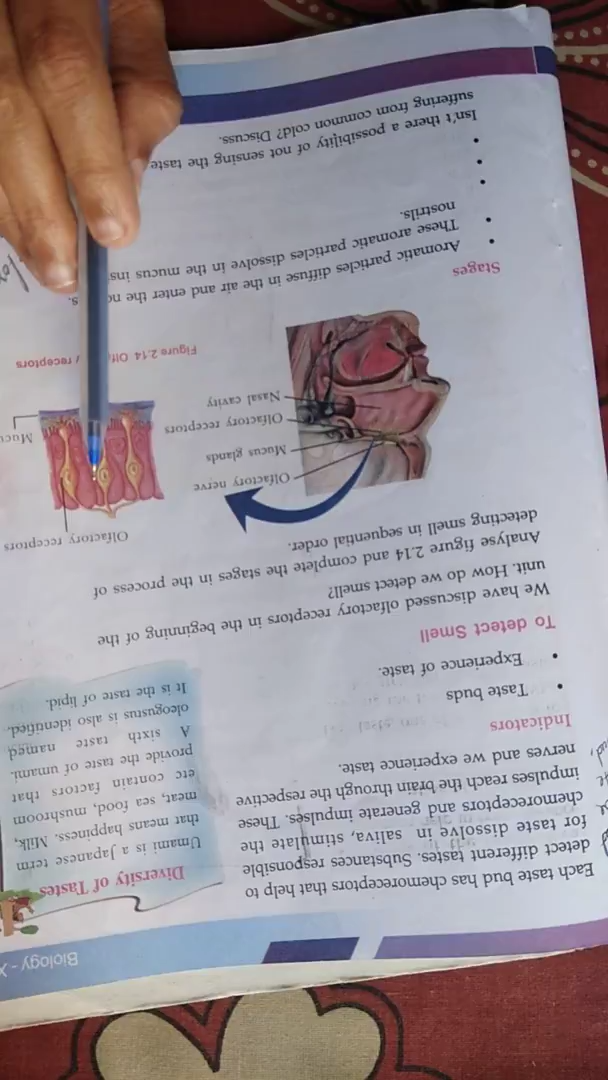 Biology - X
Each taste bud has chemoreceptors that help to
detect different tastes. Substances responsible
for taste dissolve in saliva, stimulate the
chemoreceptors and generate impulses. These
impulses reach the brain through the respective
nerves and we experience taste.
Indicators
• Taste buds
• Experience of taste.
Diversity of Tastes
Umami is a Japanese term
that means happiness. Milk,
meat, sea food, mushroom
etc contain factors that
provide the taste of umami.
A sixth taste named
oleogustus is also identified.
It is the taste of lipid.
To detect Smell
We have discussed olfactory receptors in the beginning of the
unit. How do we detect smell?
Analyse figure 2.14 and complete the stages in the process of
detecting smell in sequential order.
Olfactory nerve
Mucus glands
Olfactory receptors
Nasal cavity
Olfactory receptors
Figure 2.14 receptors
Stages
• Aromatic particles diffuse in the air and enter the
• These aromatic particles dissolve in the mucus
nostrils.
•
•
•
Isn't there a possibility of not sensing the taste
suffering from common cold? Discuss.